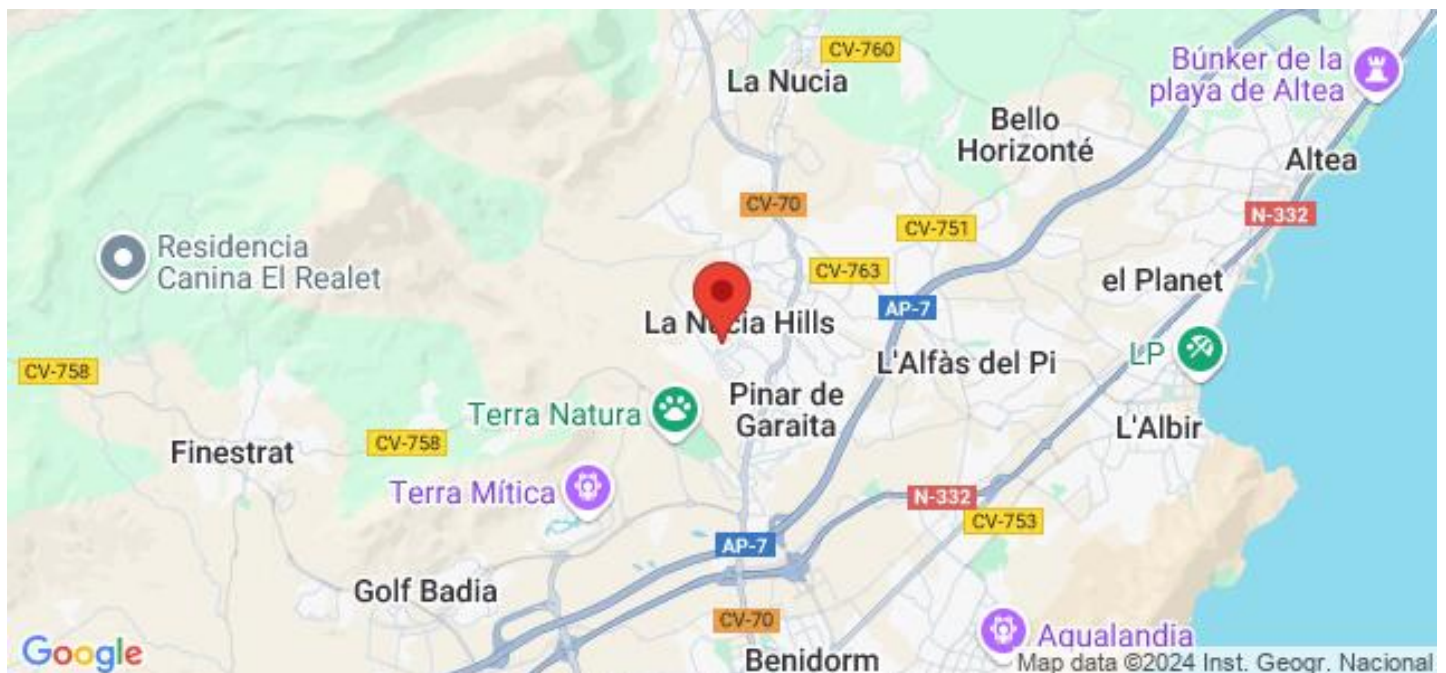 CV-760
La Nucia
Búnker de la
playa de Altea
Bello
Horizonté
Altea
CV-70
N-332
CV-751
Residencia
Canina El Realet
CV-763
el Planet
AP-7
La Nucia Hills
LP
L'Alfàs del Pi
CV-758
Pinar de
Garaita
Terra Natura
L'Albir
CV-758
Finestrat
Terra Mítica
N-332
CV-753
AP-7
Golf Badia
CV-70
Aqualandia
Google
Benidorm
Map data ©2024 Inst. Geogr. Nacional